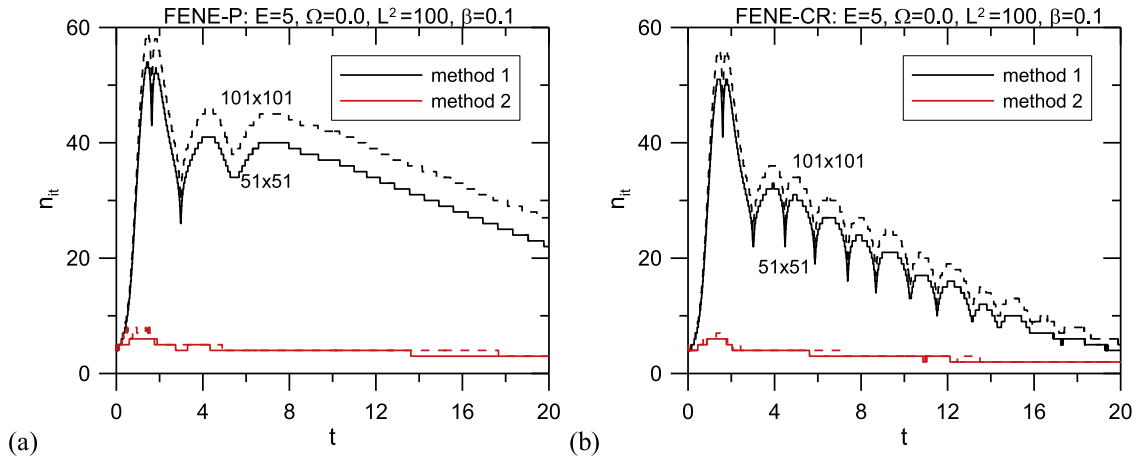 FENE-P: E=5, Ω=0.0, L²=100, β=0.1
60
40
20
0
n_it
method 1
method 2
101x101
51x51
0 4 8 12 16 20
(a) t
FENE-CR: E=5, Ω=0.0, L²=100, β=0.1
60
40
20
0
n_it
method 1
method 2
101x101
51x51
0 4 8 12 16 20
(b) t